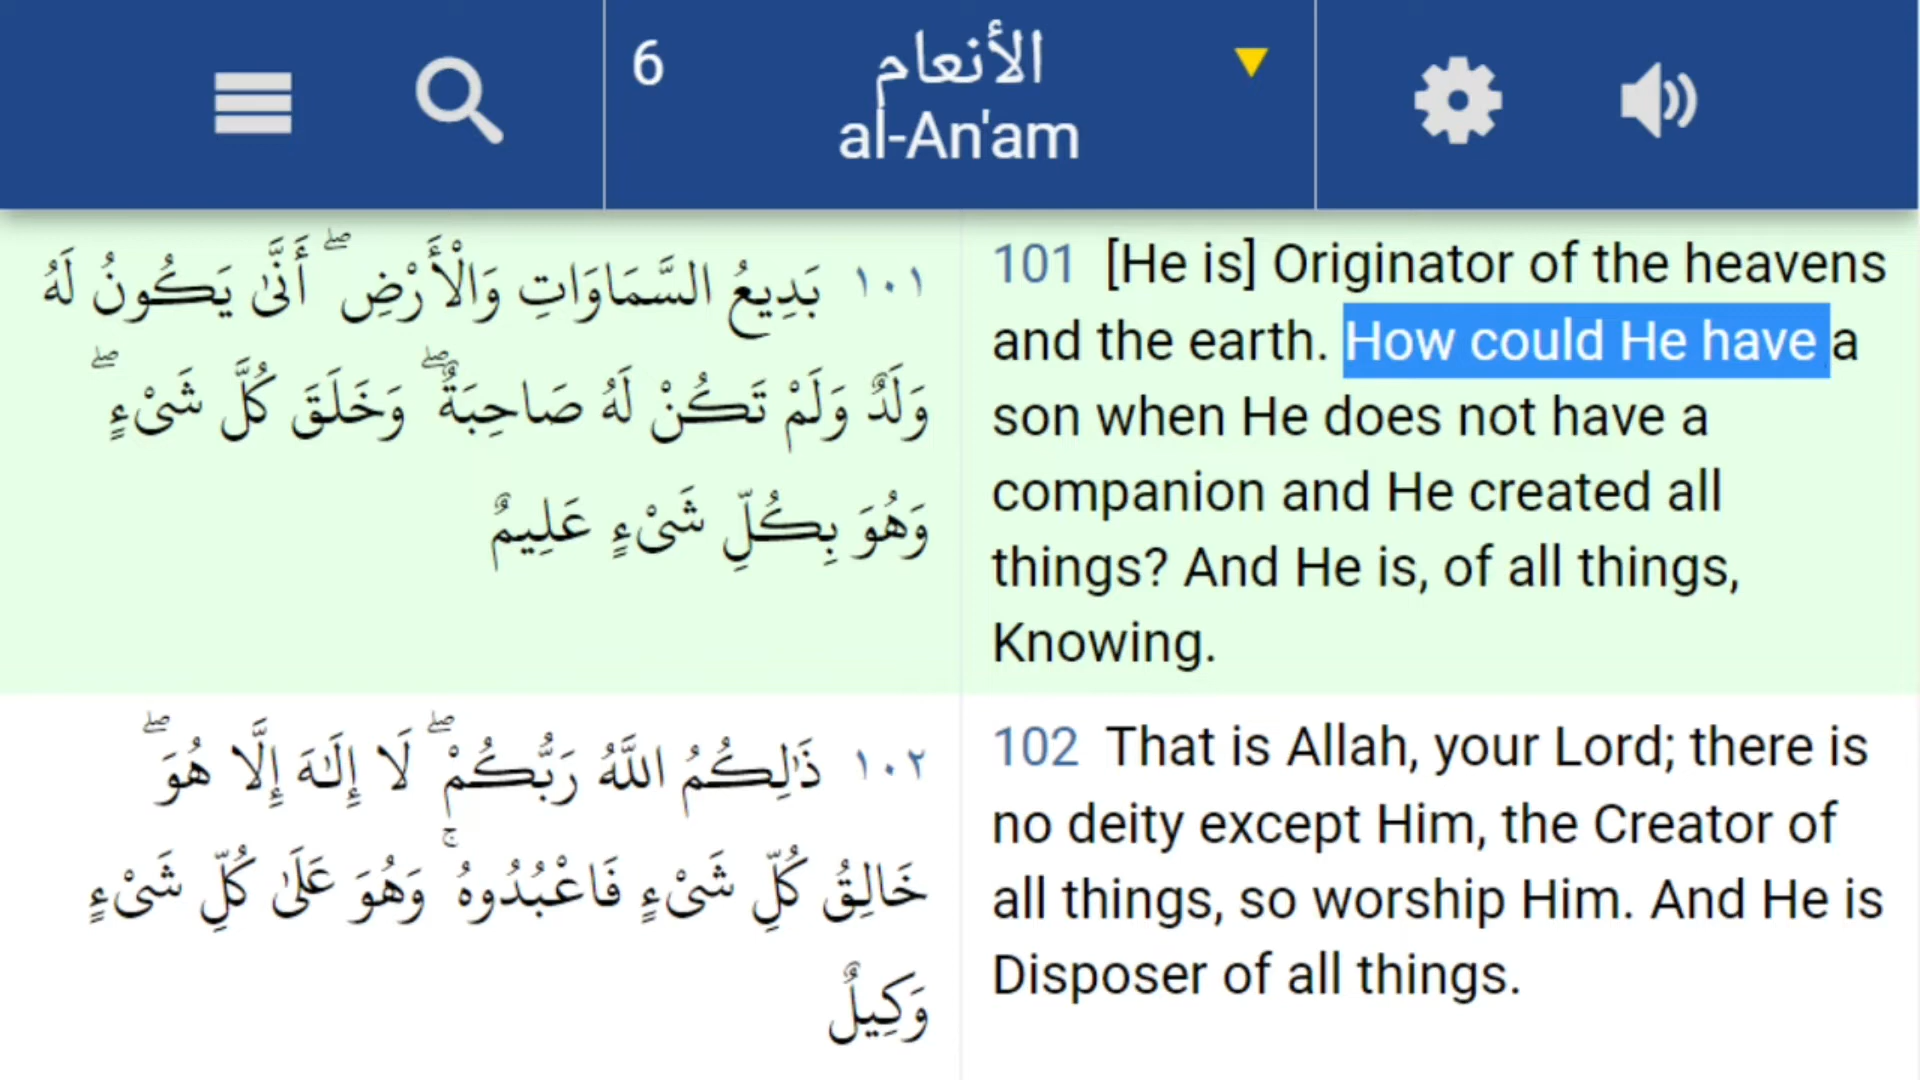 6
الأنعام
al-An'am
١٠١ بَدِيعُ السَّمَاوَاتِ وَالْأَرْضِ ۖ أَنَّىٰ يَكُونُ لَهُ
وَلَدٌ وَلَمْ تَكُنْ لَهُ صَاحِبَةٌ ۖ وَخَلَقَ كُلَّ شَىْءٍ ۖ
وَهُوَ بِكُلِّ شَىْءٍ عَلِيمٌ
101 [He is] Originator of the heavens
and the earth. How could He have a
son when He does not have a
companion and He created all
things? And He is, of all things,
Knowing.
١٠٢ ذَٰلِكُمُ اللَّهُ رَبُّكُمْ ۖ لَا إِلَـٰهَ إِلَّا هُوَ ۖ
خَالِقُ كُلِّ شَىْءٍ فَاعْبُدُوهُ ۚ وَهُوَ عَلَىٰ كُلِّ شَىْءٍ
وَكِيلٌ
102 That is Allah, your Lord; there is
no deity except Him, the Creator of
all things, so worship Him. And He is
Disposer of all things.